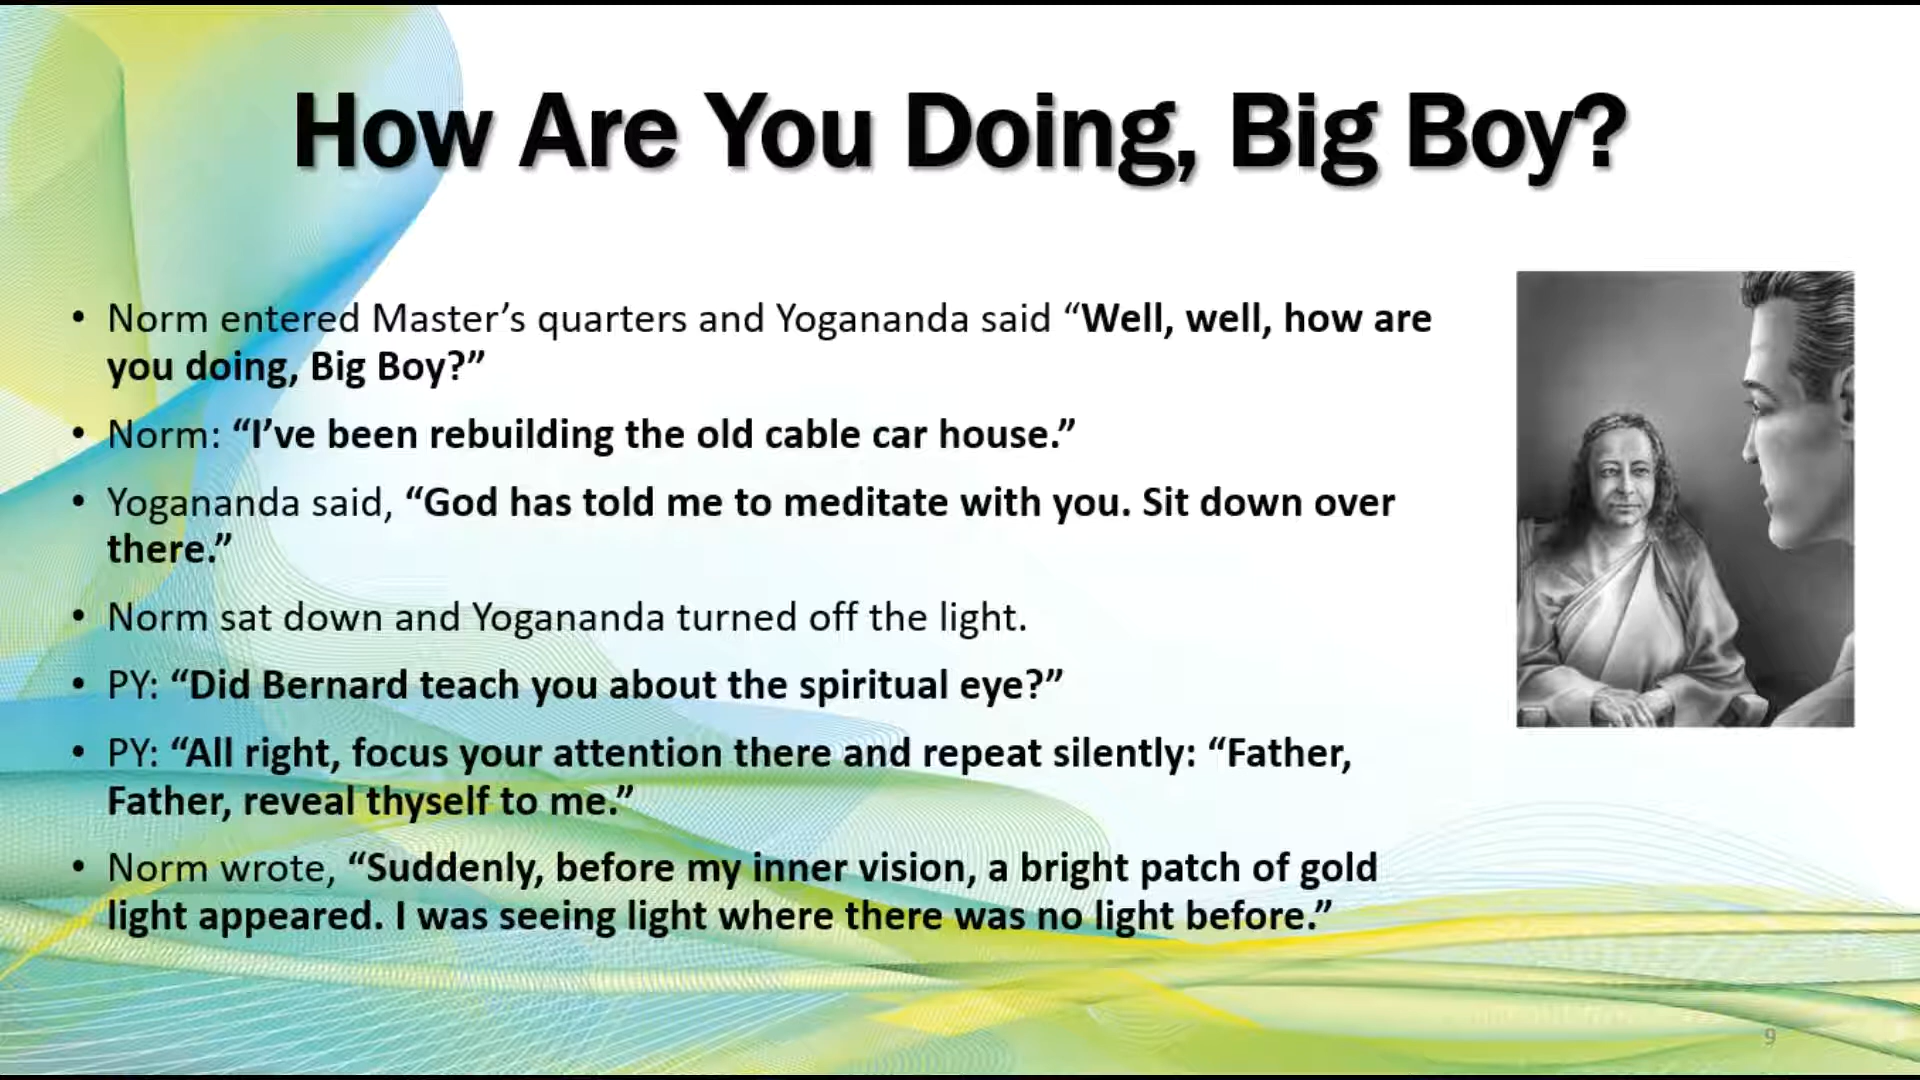 How Are You Doing, Big Boy?
• Norm entered Master’s quarters and Yogananda said “Well, well, how are
you doing, Big Boy?”
• Norm: “I’ve been rebuilding the old cable car house.”
• Yogananda said, “God has told me to meditate with you. Sit down over
there.”
• Norm sat down and Yogananda turned off the light.
• PY: “Did Bernard teach you about the spiritual eye?”
• PY: “All right, focus your attention there and repeat silently: “Father,
Father, reveal thyself to me.”
• Norm wrote, “Suddenly, before my inner vision, a bright patch of gold
light appeared. I was seeing light where there was no light before.”
9